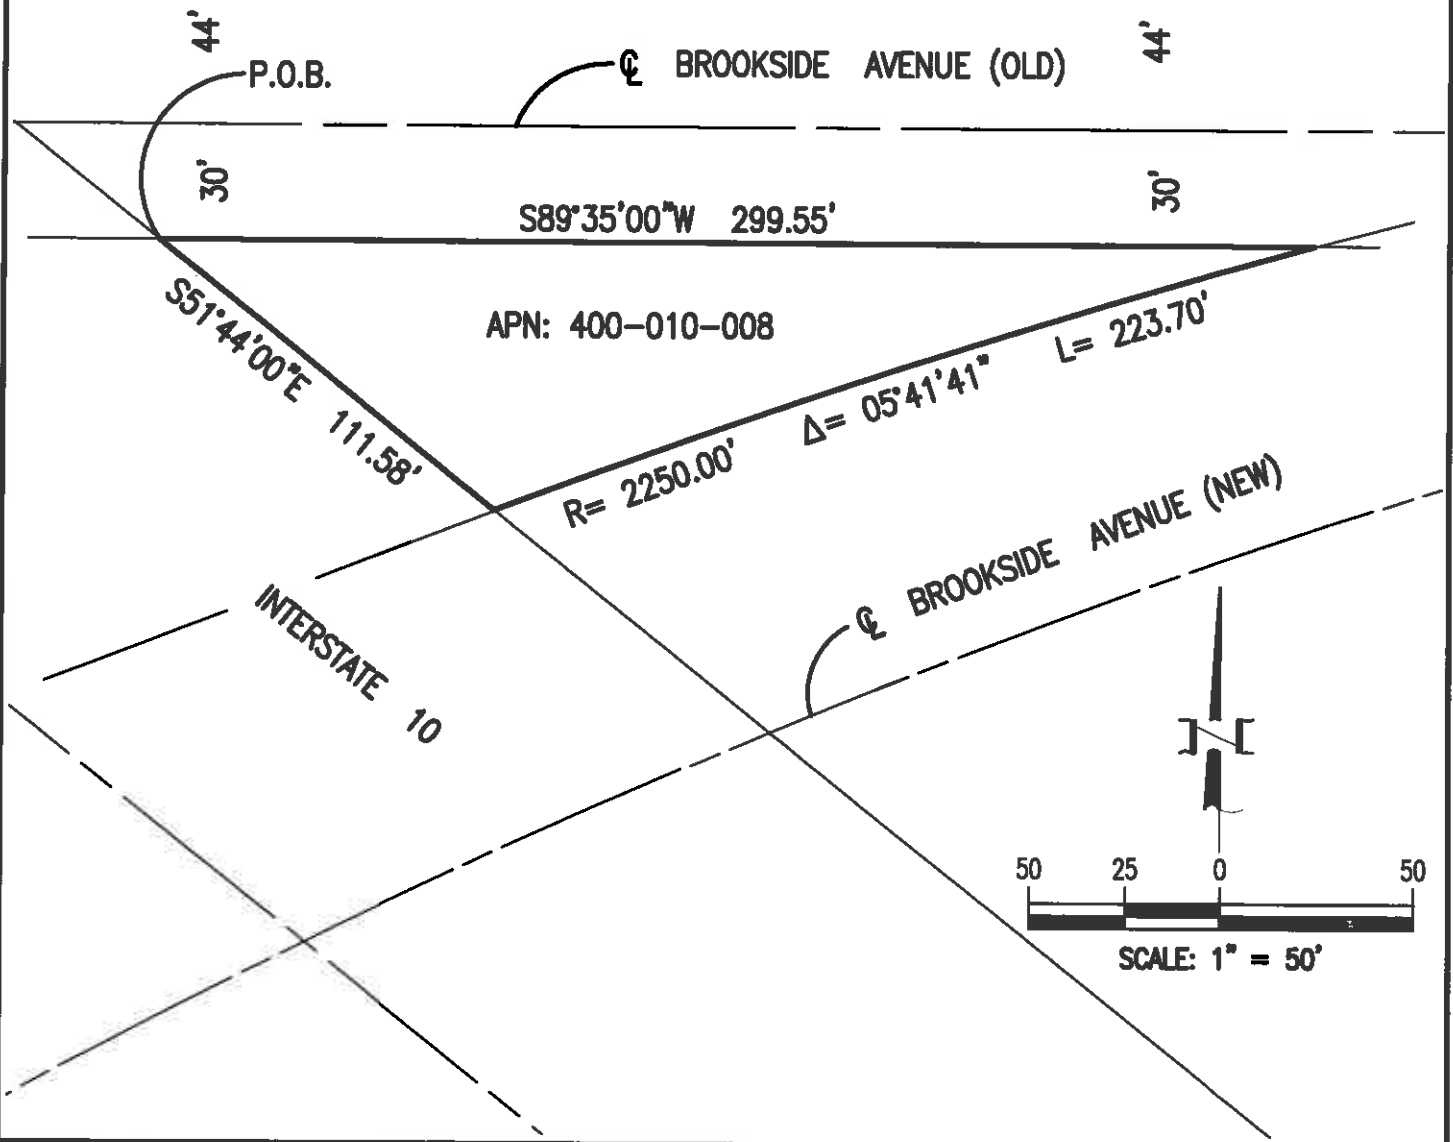 44'
44'
℄ BROOKSIDE AVENUE (OLD)
P.O.B.
30'
30'
S89°35'00"W 299.55'
S51°44'00"E 111.58'
APN: 400-010-008
R= 2250.00' Δ= 05°41'41" L= 223.70'
℄ BROOKSIDE AVENUE (NEW)
INTERSTATE 10
50 25 0 50
SCALE: 1" = 50'